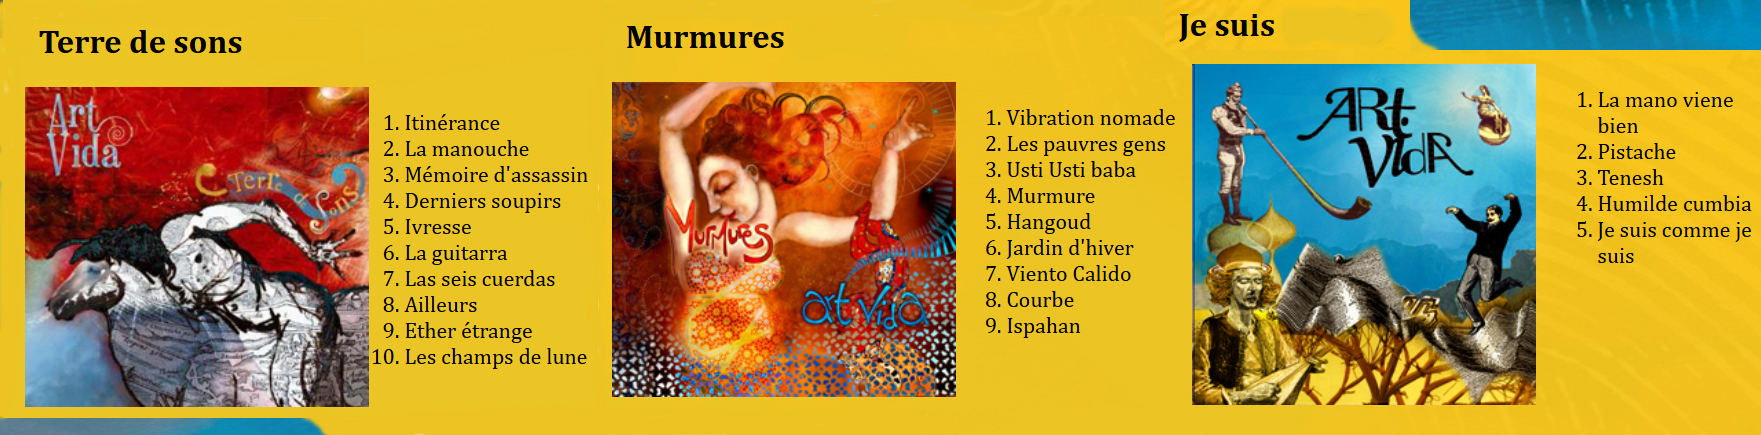 Terre de sons
Art
Vida
Terre de Sons
1. Itinérance
2. La manouche
3. Mémoire d'assassin
4. Derniers soupirs
5. Ivresse
6. La guitarra
7. Las seis cuerdas
8. Ailleurs
9. Ether étrange
10. Les champs de lune
Murmures
MURMURES
art vida
1. Vibration nomade
2. Les pauvres gens
3. Usti Usti baba
4. Murmure
5. Hangoud
6. Jardin d'hiver
7. Viento Calido
8. Courbe
9. Ispahan
Je suis
ART
VIdA
1. La mano viene
bien
2. Pistache
3. Tenesh
4. Humilde cumbia
5. Je suis comme je
suis